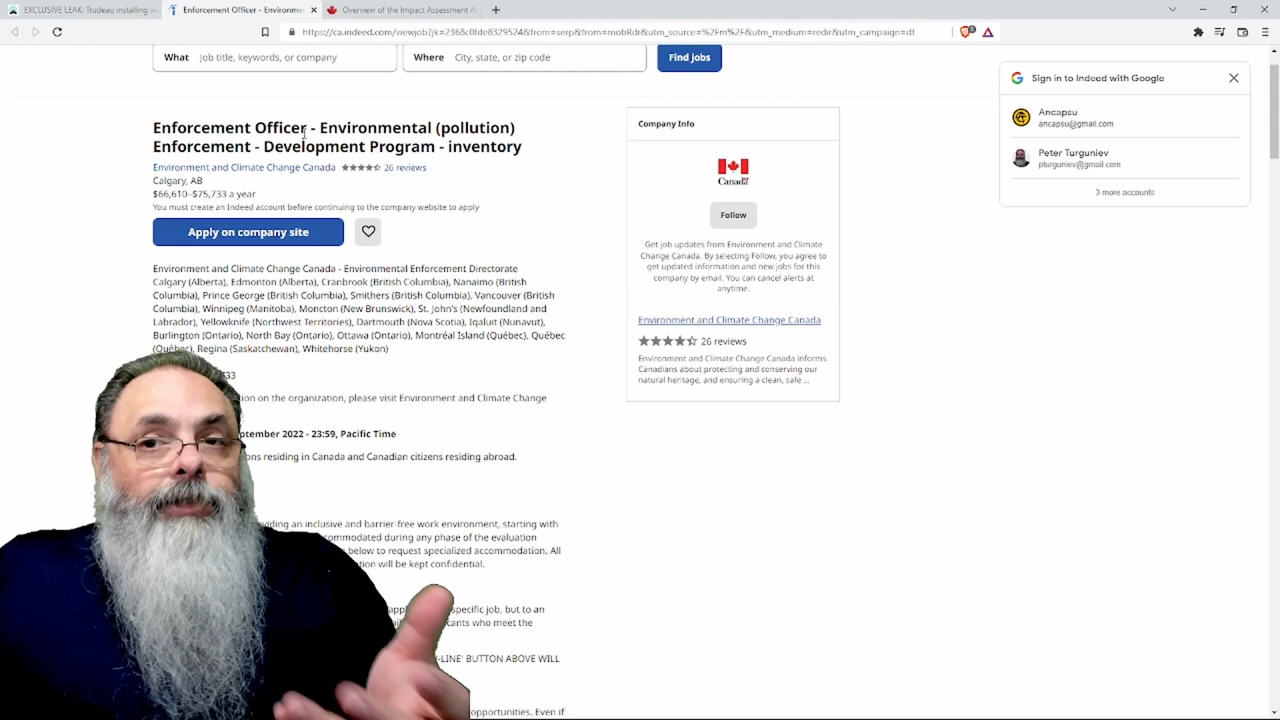 EXCLUSIVE LEAK: Trudeau installing w
Enforcement Officer - Environme
Overview of the Impact Assessment A
https://ca.indeed.com/viewjob?jk=2368c0fde8329524&from=serp&from=mobRdr&utm_source=%2Fm%2F&utm_medium=redir&utm_campaign=dt
What
Job title, keywords, or company
Where
City, state, or zip code
Find jobs
Enforcement Officer - Environmental (pollution)
Enforcement - Development Program - inventory
Environment and Climate Change Canada
26 reviews
Calgary, AB
$66,610–$75,733 a year
You must create an Indeed account before continuing to the company website to apply
Apply on company site
Environment and Climate Change Canada - Environmental Enforcement Directorate
Calgary (Alberta), Edmonton (Alberta), Cranbrook (British Columbia), Nanaimo (British
Columbia), Prince George (British Columbia), Smithers (British Columbia), Vancouver (British
Columbia), Winnipeg (Manitoba), Moncton (New Brunswick), St. John's (Newfoundland and
Labrador), Yellowknife (Northwest Territories), Dartmouth (Nova Scotia), Iqaluit (Nunavut),
Burlington (Ontario), North Bay (Ontario), Ottawa (Ontario), Montréal Island (Québec), Québec
(Québec), Regina (Saskatchewan), Whitehorse (Yukon)
733
on the organization, please visit Environment and Climate Change
2022 - 23:59, Pacific Time
residing in Canada and Canadian citizens residing abroad.
an inclusive and barrier-free work environment, starting with
during any phase of the evaluation
below to request specialized accommodation. All
will be kept confidential.
specific job, but to an
who meet the
BUTTON ABOVE WILL
opportunities. Even if
Company Info
Canada
Follow
Get job updates from Environment and Climate
Change Canada. By selecting Follow, you agree to
get updated information and new jobs for this
company by email. You can cancel alerts at
anytime.
Environment and Climate Change Canada
26 reviews
Environment and Climate Change Canada informs
Canadians about protecting and conserving our
natural heritage, and ensuring a clean, safe ...
Sign in to Indeed with Google
Ancapsu
ancapsu@gmail.com
Peter Turguniev
pturguniev@gmail.com
3 more accounts